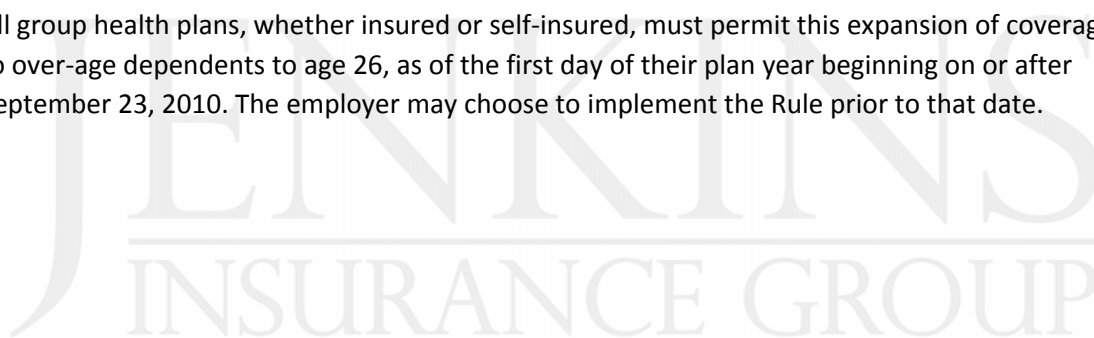 ll group health plans, whether insured or self-insured, must permit this expansion of coverag
o over-age dependents to age 26, as of the first day of their plan year beginning on or after
eptember 23, 2010. The employer may choose to implement the Rule prior to that date.
JENKINS
INSURANCE GROUP